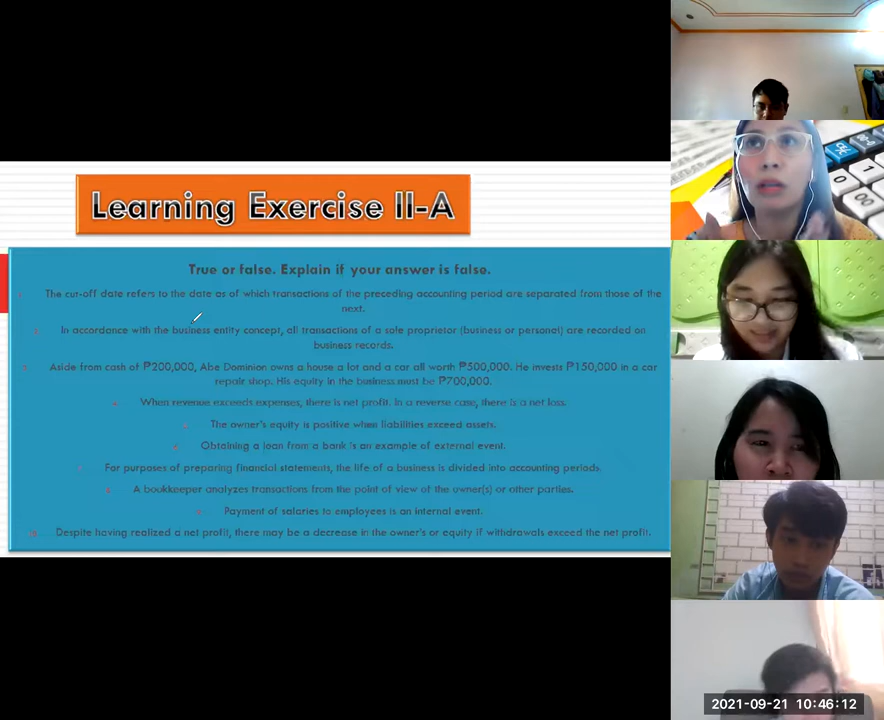 Learning Exercise II-A
True or false. Explain if your answer is false.
The cut-off date refers to the date as of which transactions of the preceding accounting period are separated from those of the
next.
In accordance with the business entity concept, all transactions of a sole proprietor (business or personal) are recorded on
business records.
Aside from cash of ₱200,000, Abe Dominion owns a house a lot and a car all worth ₱500,000. He invests ₱150,000 in a car
repair shop. His equity in the business must be ₱700,000.
When revenue exceeds expenses, there is net profit. In a reverse case, there is a net loss.
The owner's equity is positive when liabilities exceed assets.
Obtaining a loan from a bank is an example of external event.
For purposes of preparing financial statements, the life of a business is divided into accounting periods.
A bookkeeper analyzes transactions from the point of view of the owner(s) or other parties.
Payment of salaries to employees is an internal event.
Despite having realized a net profit, there may be a decrease in the owner's or equity if withdrawals exceed the net profit.
2021-09-21 10:46:12